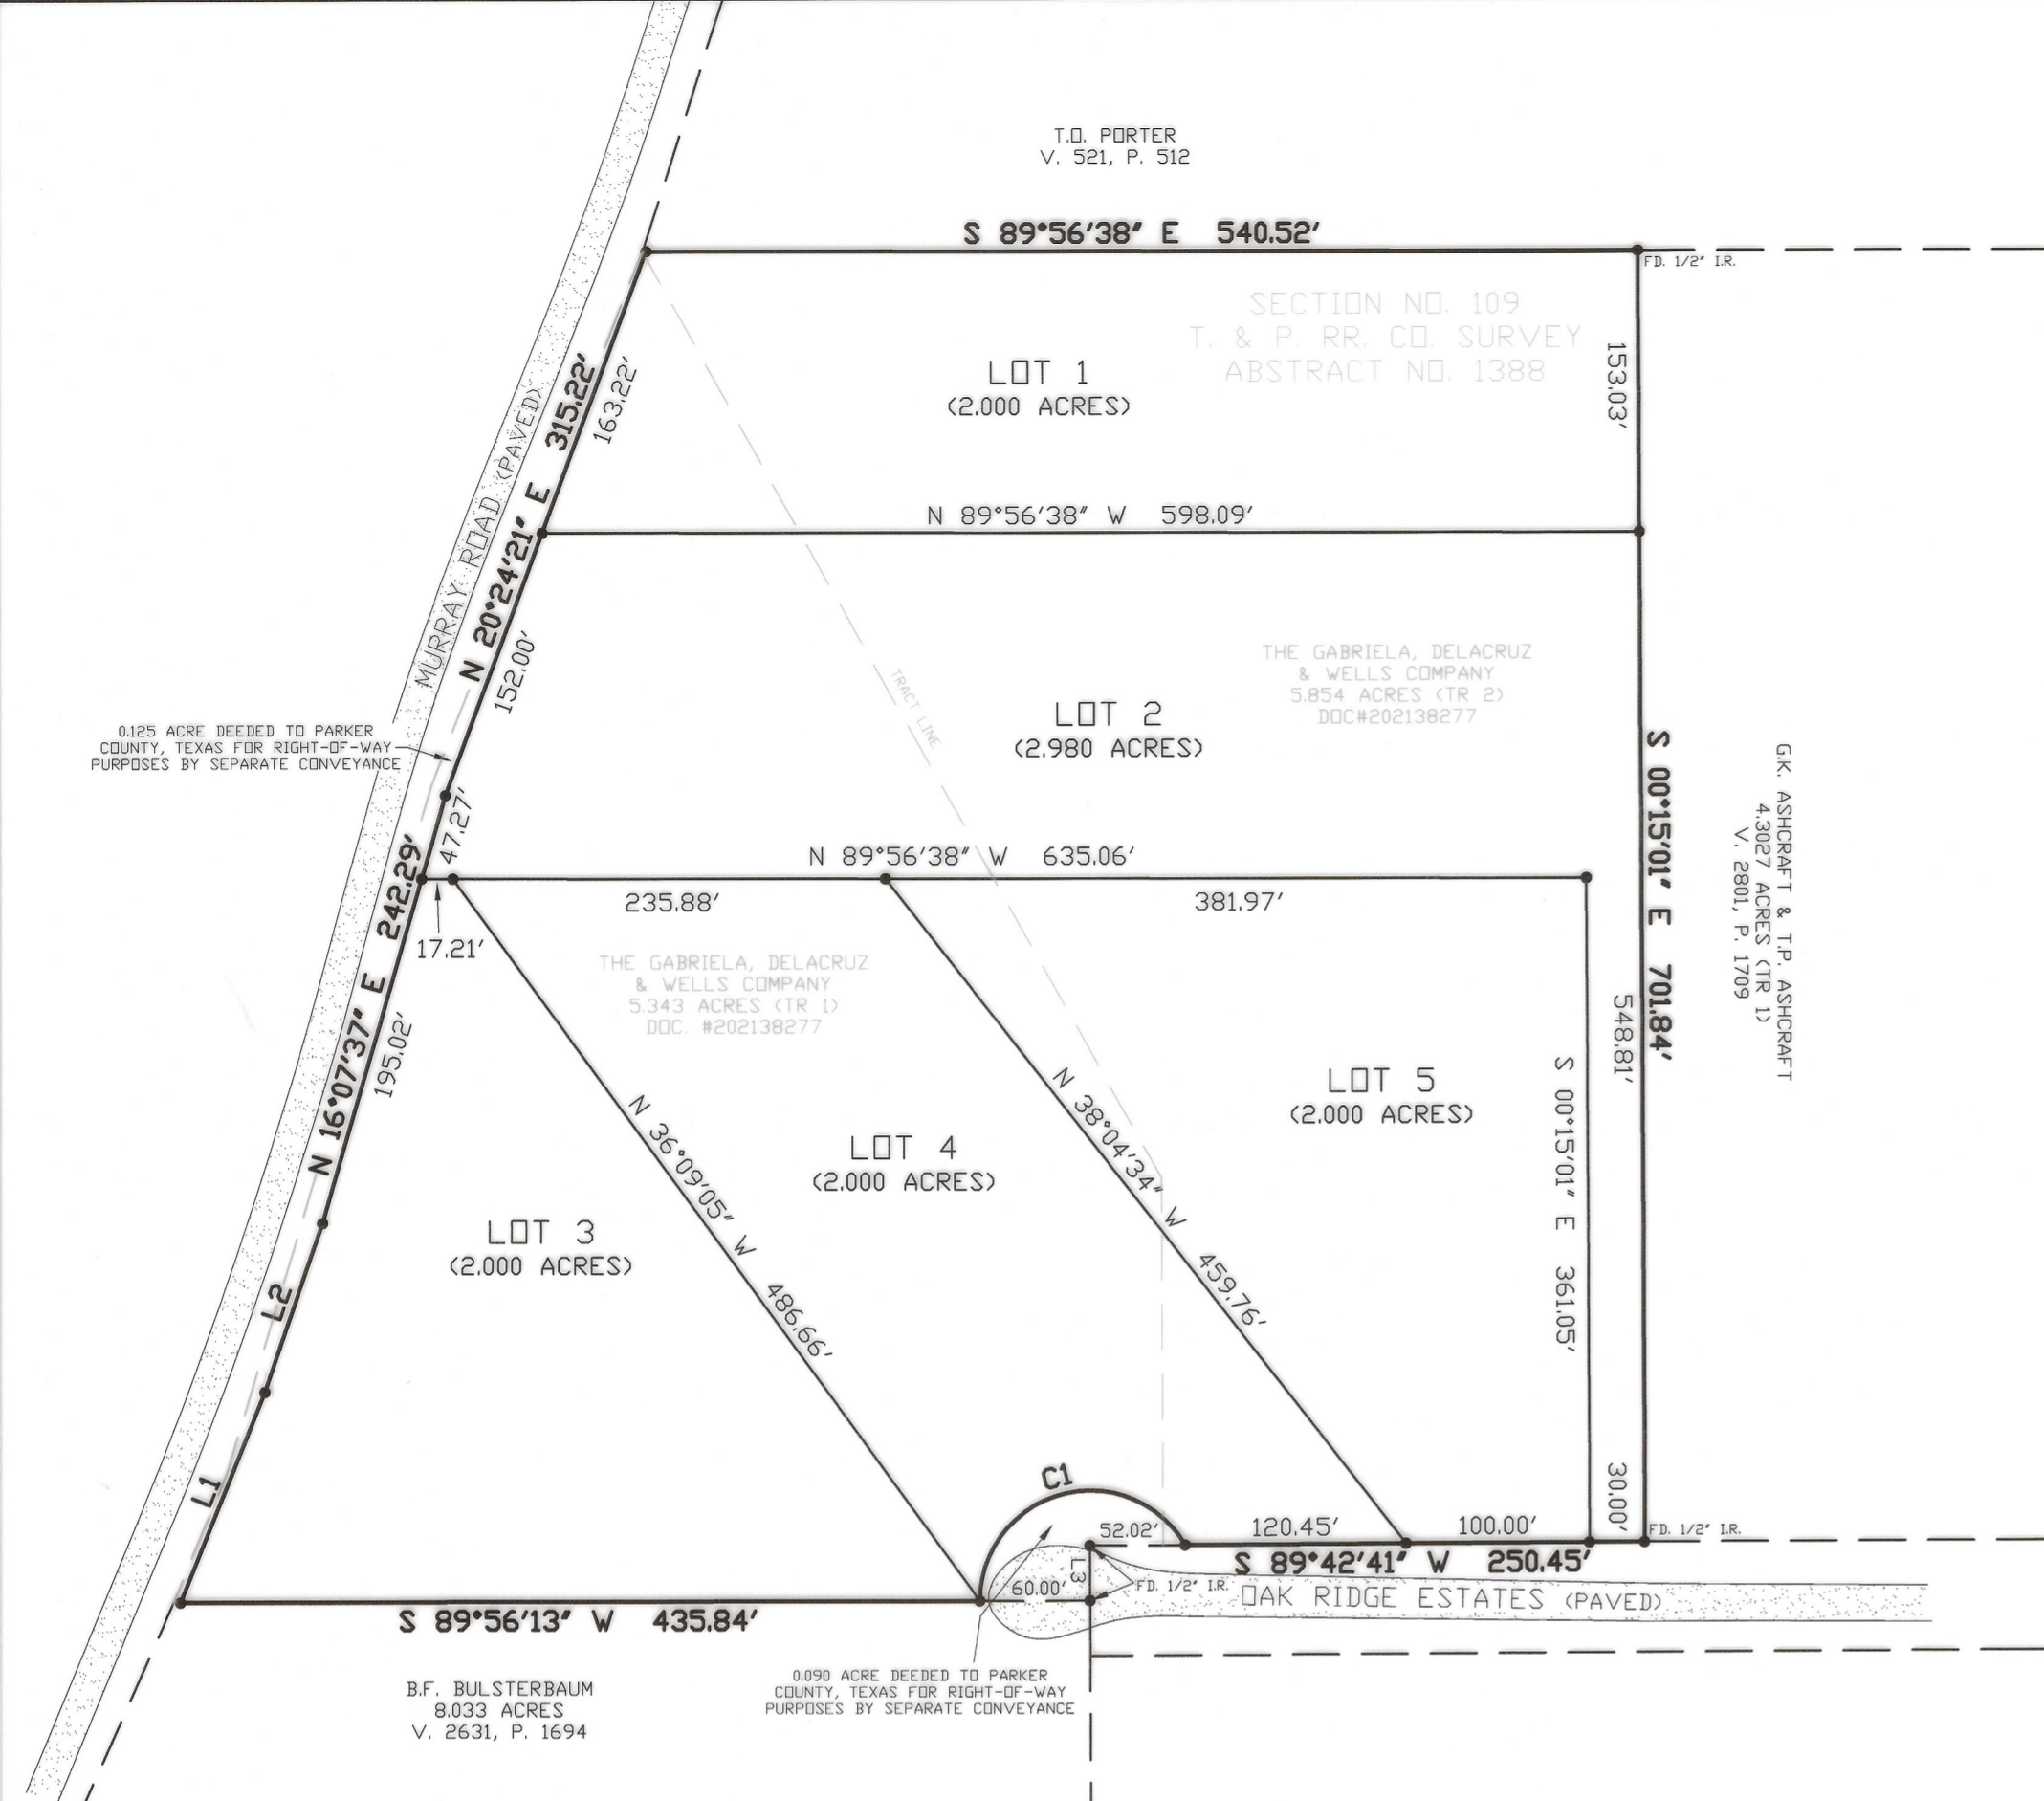 T.O. PORTER
V. 521, P. 512
S 89°56'38" E 540.52'
FD. 1/2" I.R.
SECTION NO. 109
T. & P. RR. CO. SURVEY
ABSTRACT NO. 1388
LOT 1
(2.000 ACRES)
153.03'
N 20°24'21" E 315.22'
163.22'
MURRAY ROAD (PAVED)
N 89°56'38" W 598.09'
152.00'
TRACT LINE
THE GABRIELA, DELACRUZ
& WELLS COMPANY
5.854 ACRES (TR 2)
DOC#202138277
LOT 2
(2.980 ACRES)
0.125 ACRE DEEDED TO PARKER
COUNTY, TEXAS FOR RIGHT-OF-WAY
PURPOSES BY SEPARATE CONVEYANCE
S 00°15'01" E 701.84'
G.K. ASHCRAFT & T.P. ASHCRAFT
4.3027 ACRES (TR 1)
V. 2801, P. 1709
47.27'
N 89°56'38" W 635.06'
235.88'
381.97'
17.21'
N 16°07'37" E 242.29'
195.02'
THE GABRIELA, DELACRUZ
& WELLS COMPANY
5.343 ACRES (TR 1)
DOC. #202138277
548.81'
S 00°15'01" E 361.05'
LOT 5
(2.000 ACRES)
N 38°04'34" W 459.76'
LOT 4
(2.000 ACRES)
N 36°09'05" W 486.66'
LOT 3
(2.000 ACRES)
L2
L1
C1
52.02'
120.45'
100.00'
30.00'
FD. 1/2" I.R.
S 89°42'41" W 250.45'
L3
60.00'
FD. 1/2" I.R.
OAK RIDGE ESTATES (PAVED)
S 89°56'13" W 435.84'
0.090 ACRE DEEDED TO PARKER
COUNTY, TEXAS FOR RIGHT-OF-WAY
PURPOSES BY SEPARATE CONVEYANCE
B.F. BULSTERBAUM
8.033 ACRES
V. 2631, P. 1694